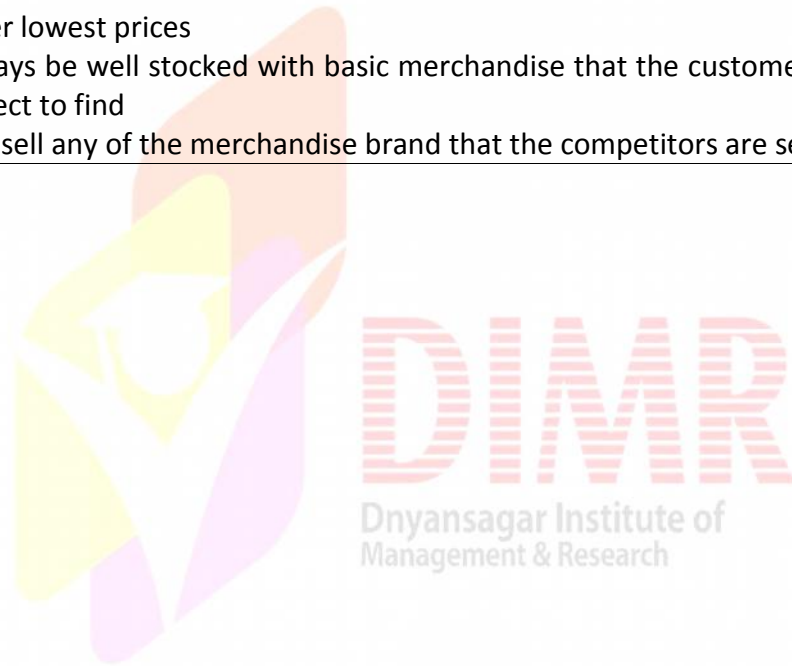 er lowest prices
ays be well stocked with basic merchandise that the custome
ect to find
sell any of the merchandise brand that the competitors are se
DIMR
Dnyansagar Institute of
Management & Research